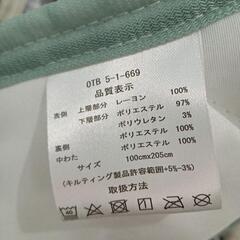 OTB 5-1-669
品質表示
表側 上層部分 レーヨン 100%
下層部分 ポリエステル 97%
ポリウレタン 3%
裏側 ポリエステル 100%
中わた ポリエステル 100%
サイズ 100cm×205cm
(キルティング製品許容範囲+5%-3%)
取扱方法
40